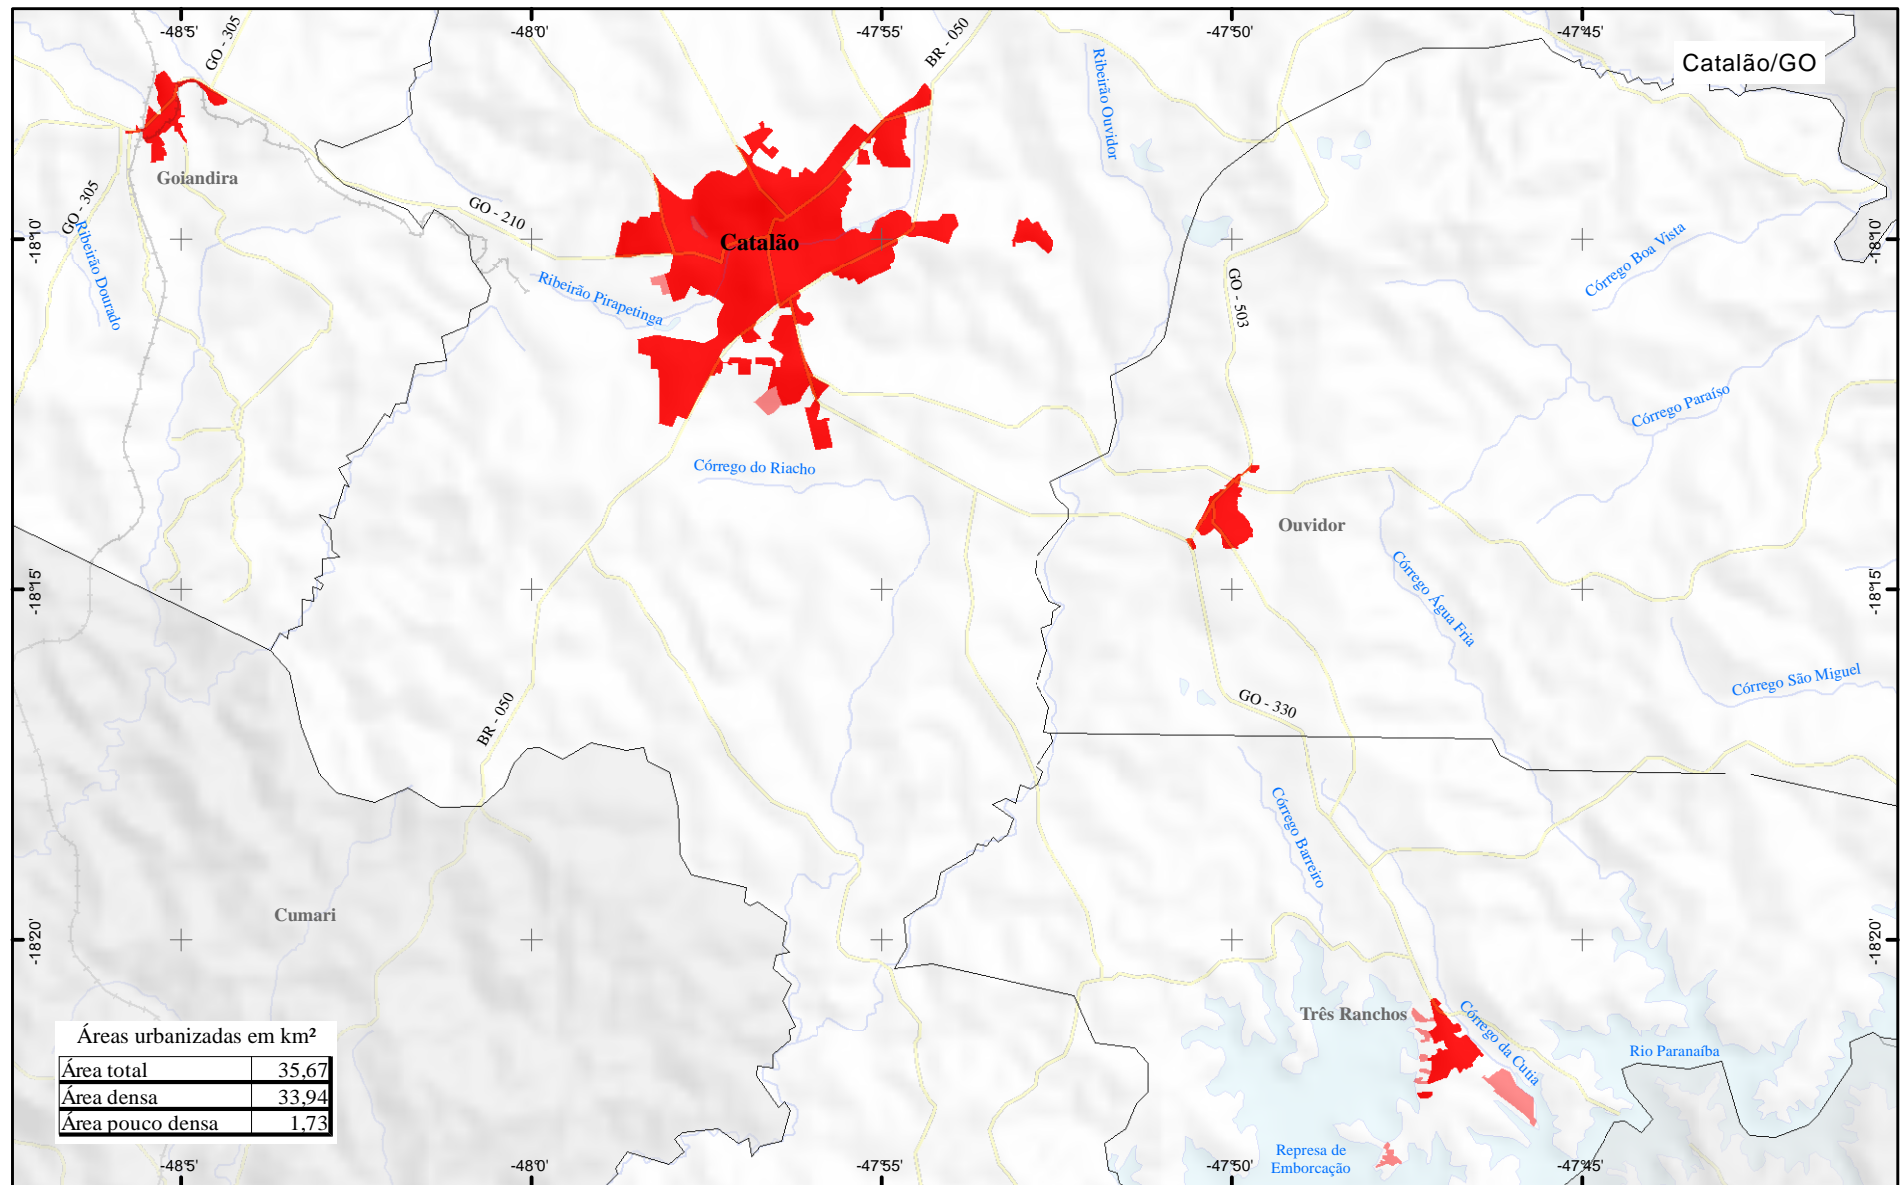 -48°5'
-48°0'
-47°55'
-47°50'
-47°45'
Catalão/GO
GO - 305
BR - 050
Ribeirão Ouvidor
Goiandira
GO - 305
Ribeirão Dourado
GO - 210
Catalão
Ribeirão Pirapetinga
-18°10'
-18°10'
Córrego Boa Vista
GO - 503
Córrego Paraíso
Córrego do Riacho
Ouvidor
Córrego Água Fria
-18°15'
-18°15'
Córrego São Miguel
GO - 330
BR - 050
Córrego Barreiro
Cumari
-18°20'
-18°20'
Três Ranchos
Córrego da Cutia
Rio Paranaíba
Represa de
Emborcação
Áreas urbanizadas em km²
Área total 35,67
Área densa 33,94
Área pouco densa 1,73
-48°5'
-48°0'
-47°55'
-47°50'
-47°45'